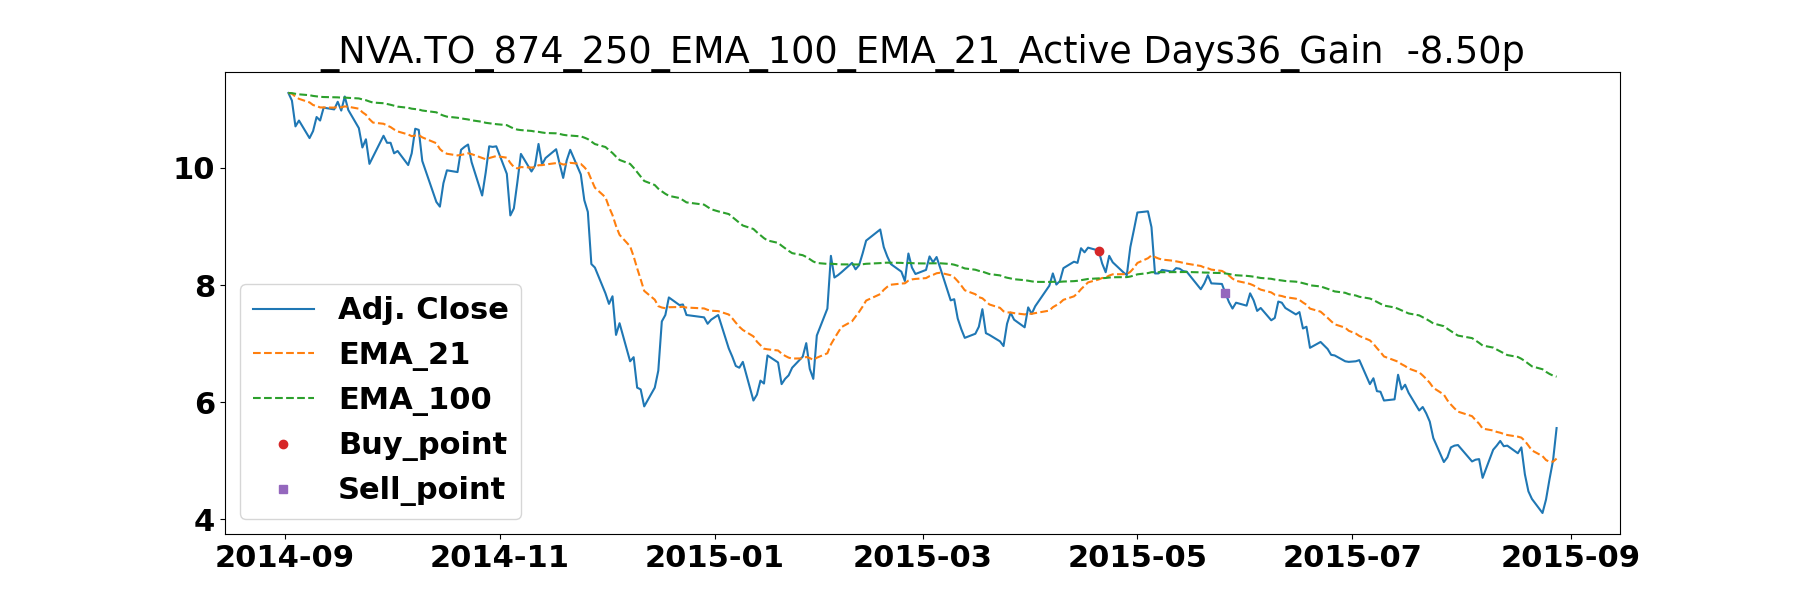 _NVA.TO_874_250_EMA_100_EMA_21_Active Days36_Gain  -8.50p
10
8
6
4
Adj. Close
EMA_21
EMA_100
Buy_point
Sell_point
2014-09 2014-11 2015-01 2015-03 2015-05 2015-07 2015-09